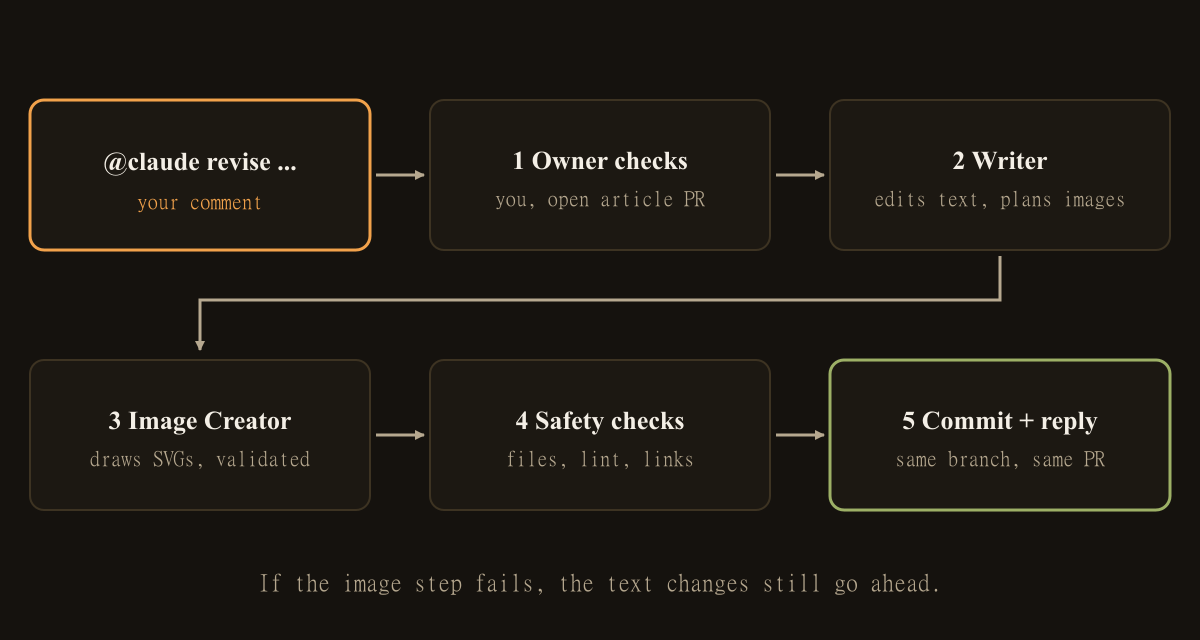 @claude revise ...
your comment
1 Owner checks
you, open article PR
2 Writer
edits text, plans images
3 Image Creator
draws SVGs, validated
4 Safety checks
files, lint, links
5 Commit + reply
same branch, same PR
If the image step fails, the text changes still go ahead.